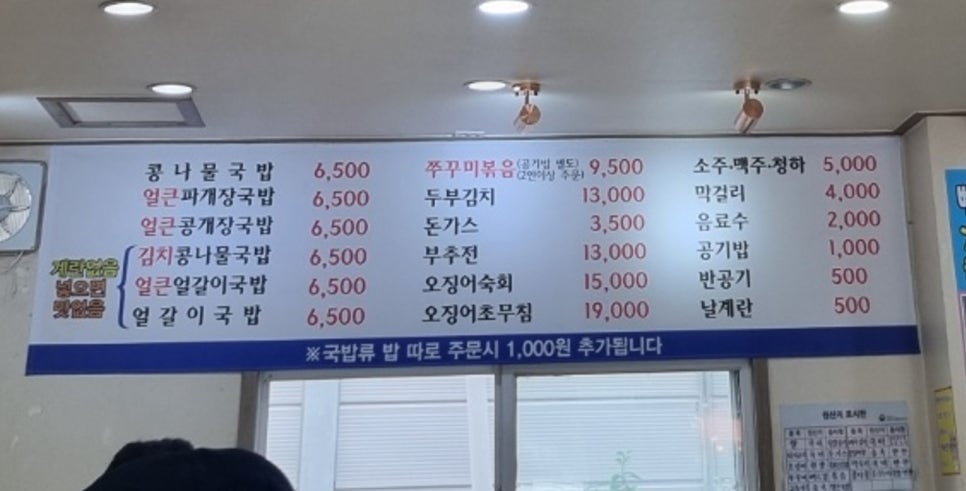 콩나물국밥 6,500
얼큰파개장국밥 6,500
얼큰콩개장국밥 6,500
김치콩나물국밥 6,500
얼큰얼갈이국밥 6,500
얼갈이국밥 6,500
계란없음
넣으면
맛없음
쭈꾸미볶음(공기밥 별도)(2인이상 주문) 9,500
두부김치 13,000
돈가스 3,500
부추전 13,000
오징어숙회 15,000
오징어초무침 19,000
소주·맥주·청하 5,000
막걸리 4,000
음료수 2,000
공기밥 1,000
반공기 500
날계란 500
※국밥류 밥 따로 주문시 1,000원 추가됩니다
원산지 표시판